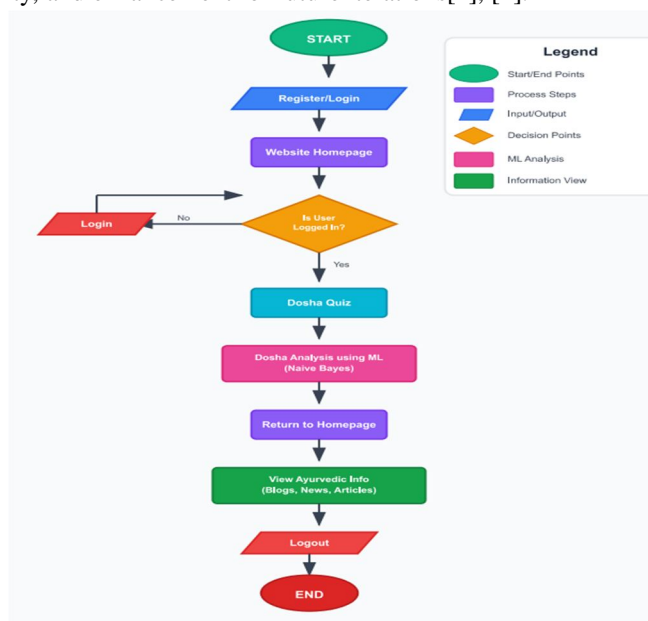 START
Legend
Start/End Points
Process Steps
Input/Output
Decision Points
ML Analysis
Information View
Register/Login
Website Homepage
Is User
Logged In?
No
Login
Yes
Dosha Quiz
Dosha Analysis using ML
(Naive Bayes)
Return to Homepage
View Ayurvedic Info
(Blogs, News, Articles)
Logout
END